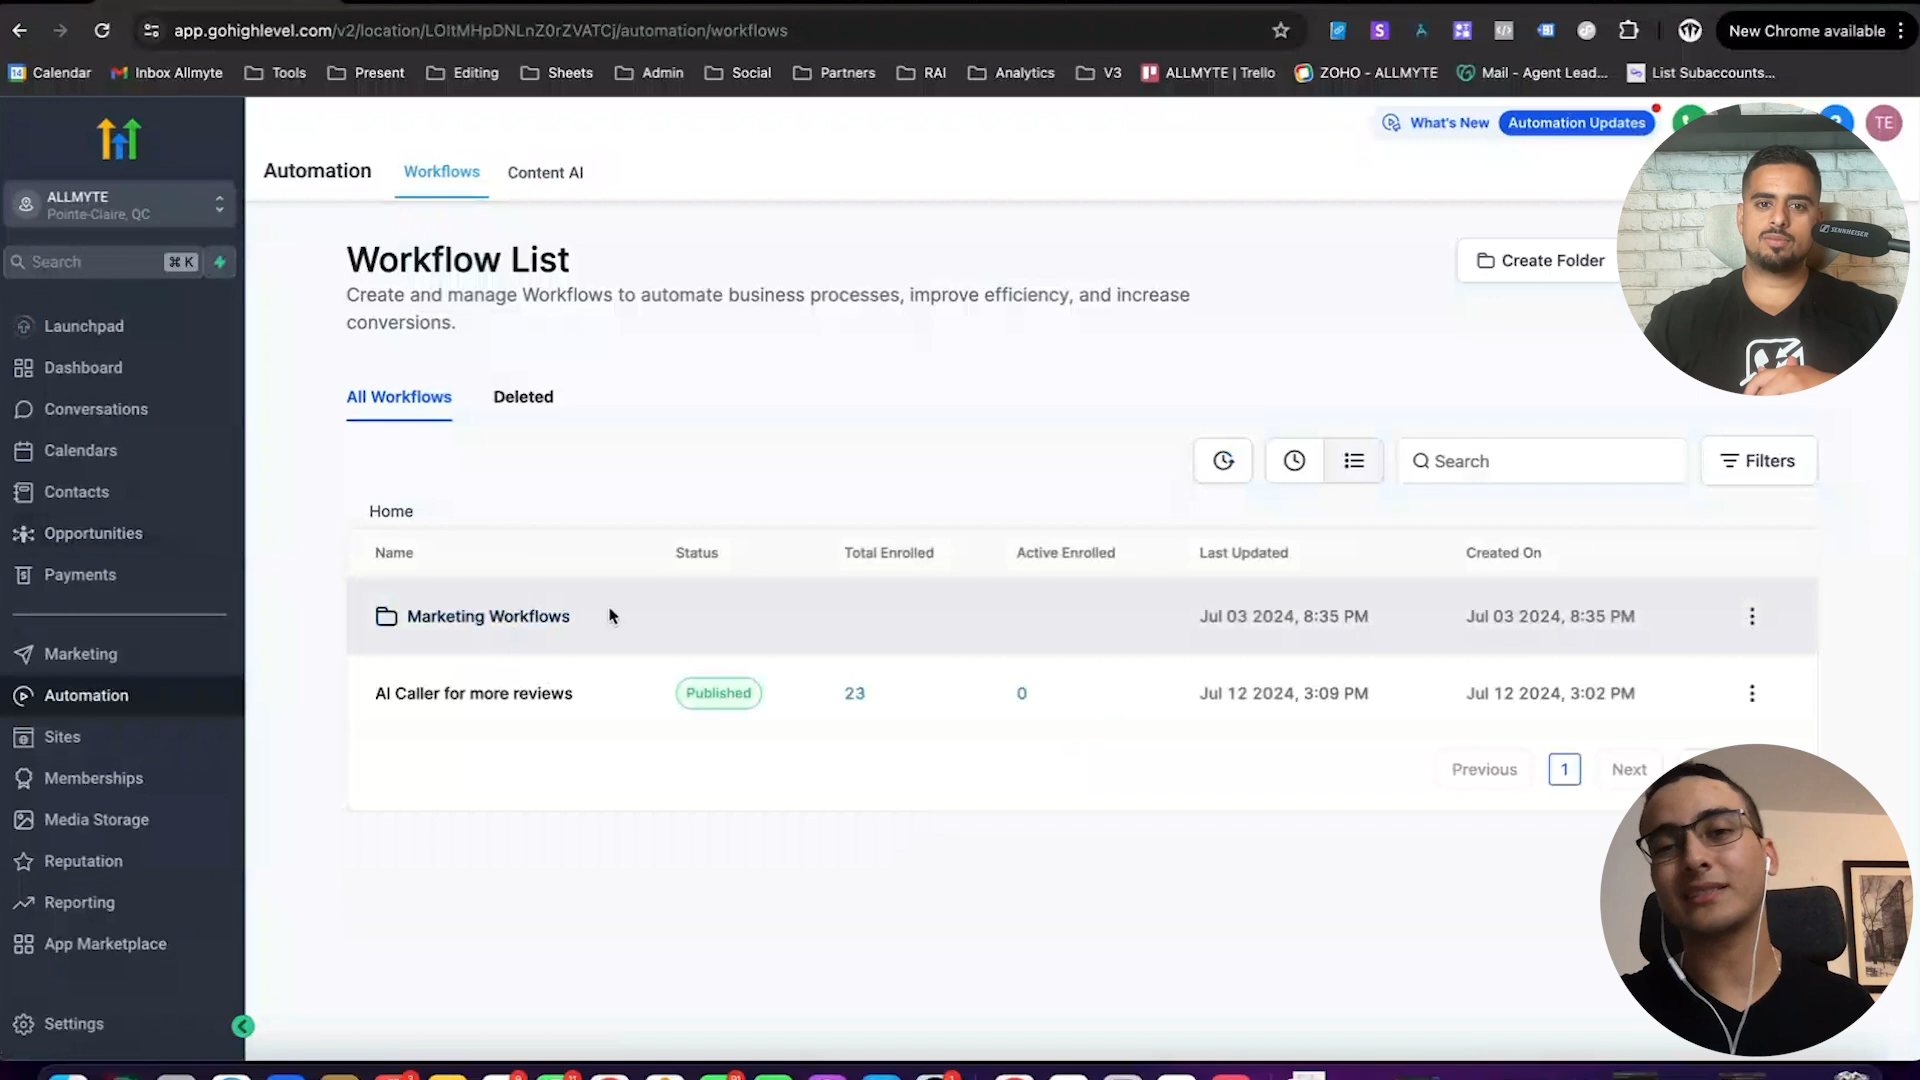 app.gohighlevel.com/v2/location/LOItMHpDNLnZ0rZVATCj/automation/workflows
New Chrome available
14 Calendar
Inbox Allmyte
Tools
Present
Editing
Sheets
Admin
Social
Partners
RAI
Analytics
V3
ALLMYTE | Trello
ZOHO - ALLMYTE
Mail - Agent Lead...
List Subaccounts...
ALLMYTE
Pointe-Claire, QC
Search ⌘ K
Launchpad
Dashboard
Conversations
Calendars
Contacts
Opportunities
Payments
Marketing
Automation
Sites
Memberships
Media Storage
Reputation
Reporting
App Marketplace
Settings
What's New
Automation Updates
TE
Automation
Workflows
Content AI
Workflow List
Create and manage Workflows to automate business processes, improve efficiency, and increase
conversions.
Create Folder
All Workflows
Deleted
Search
Filters
Home
Name Status Total Enrolled Active Enrolled Last Updated Created On
Marketing Workflows Jul 03 2024, 8:35 PM Jul 03 2024, 8:35 PM
AI Caller for more reviews Published 23 0 Jul 12 2024, 3:09 PM Jul 12 2024, 3:02 PM
Previous 1 Next
SENNHEISER